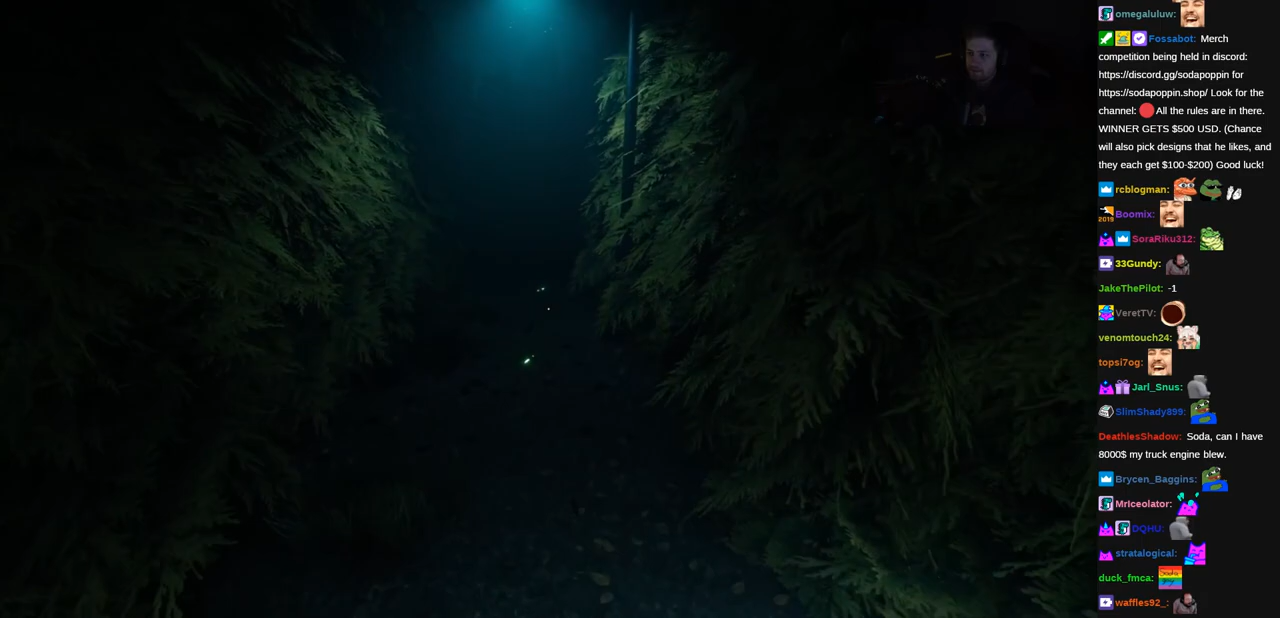 omegaluluw:
Fossabot: Merch
competition being held in discord:
https://discord.gg/sodapoppin for
https://sodapoppin.shop/ Look for the
channel: All the rules are in there.
WINNER GETS $500 USD. (Chance
will also pick designs that he likes, and
they each get $100-$200) Good luck!
rcblogman:
2019 Boomix:
SoraRiku312:
33Gundy:
JakeThePilot: -1
VeretTV:
venomtouch24:
topsi7og:
Jarl_Snus:
SlimShady899:
DeathlesShadow: Soda, can I have
8000$ my truck engine blew.
Brycen_Baggins:
MrIceolator:
DQHU:
stratalogical:
duck_fmca:
waffles92_: